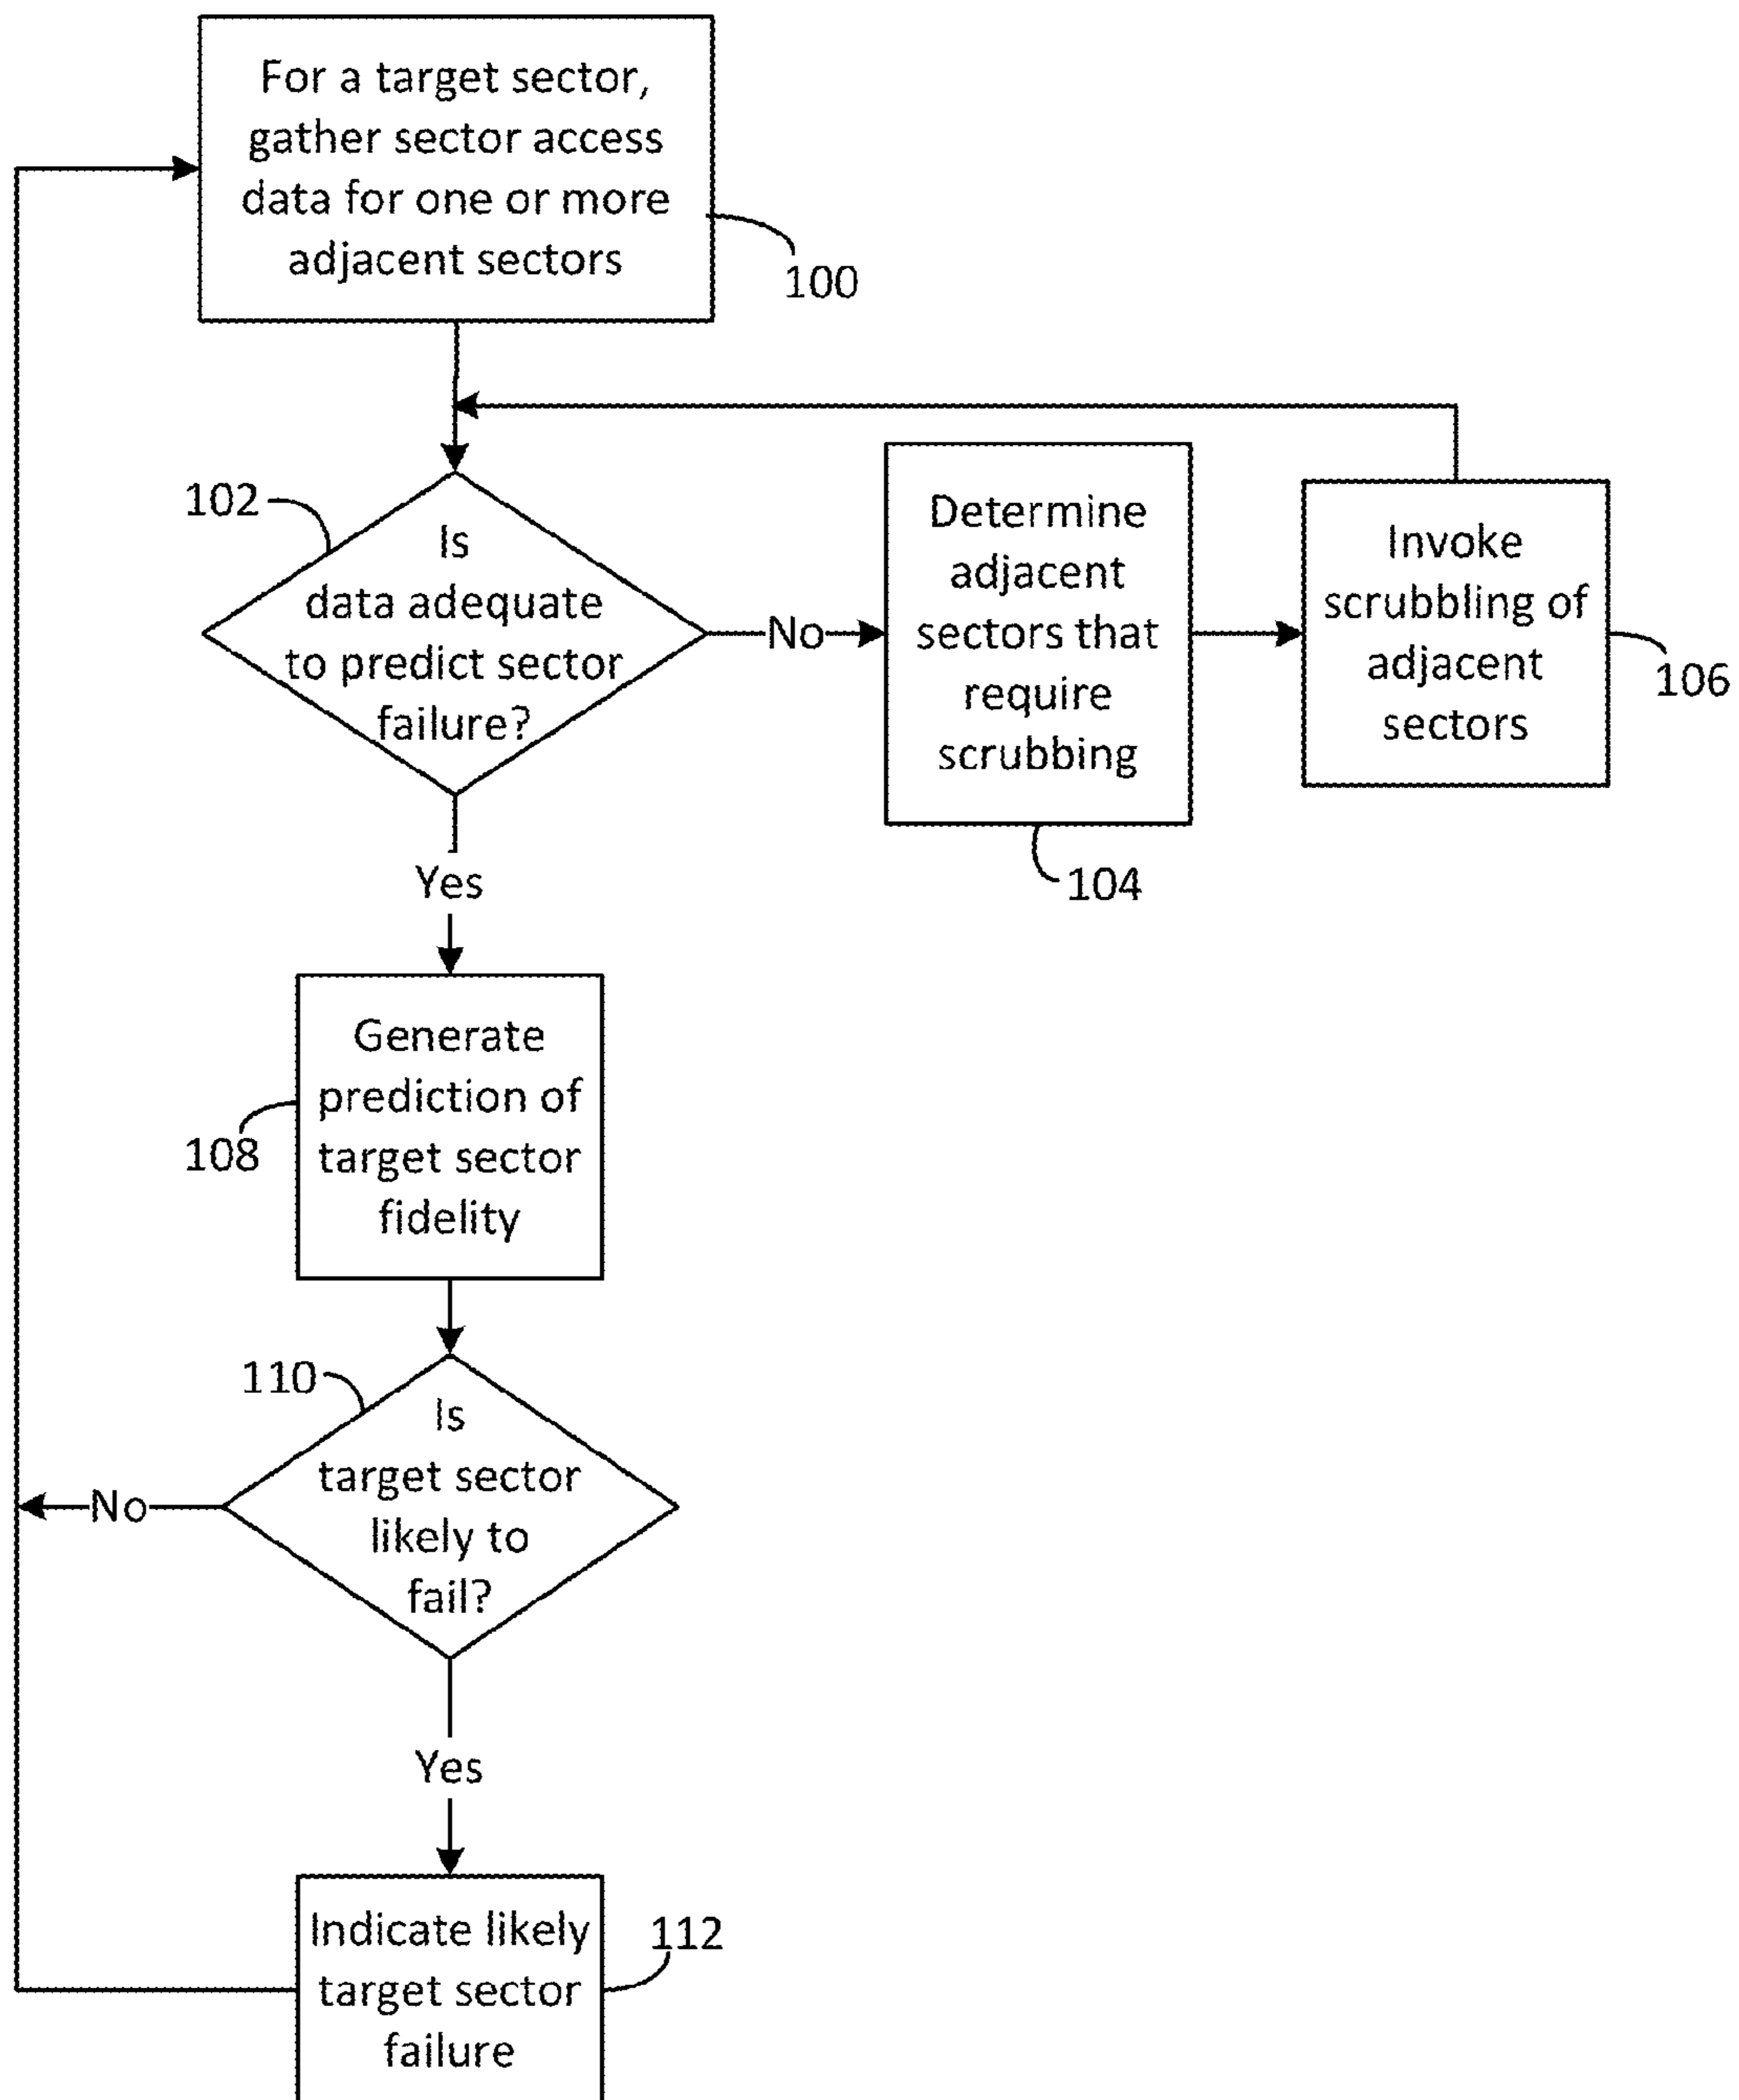 For a target sector,
gather sector access
data for one or more
adjacent sectors
100
102
Is
data adequate
to predict sector
failure?
No
Determine
adjacent
sectors that
require
scrubbing
104
Invoke
scrubbling of
adjacent
sectors
106
Yes
Generate
prediction of
target sector
fidelity
108
110
Is
target sector
likely to
fail?
No
Yes
Indicate likely
target sector
failure
112